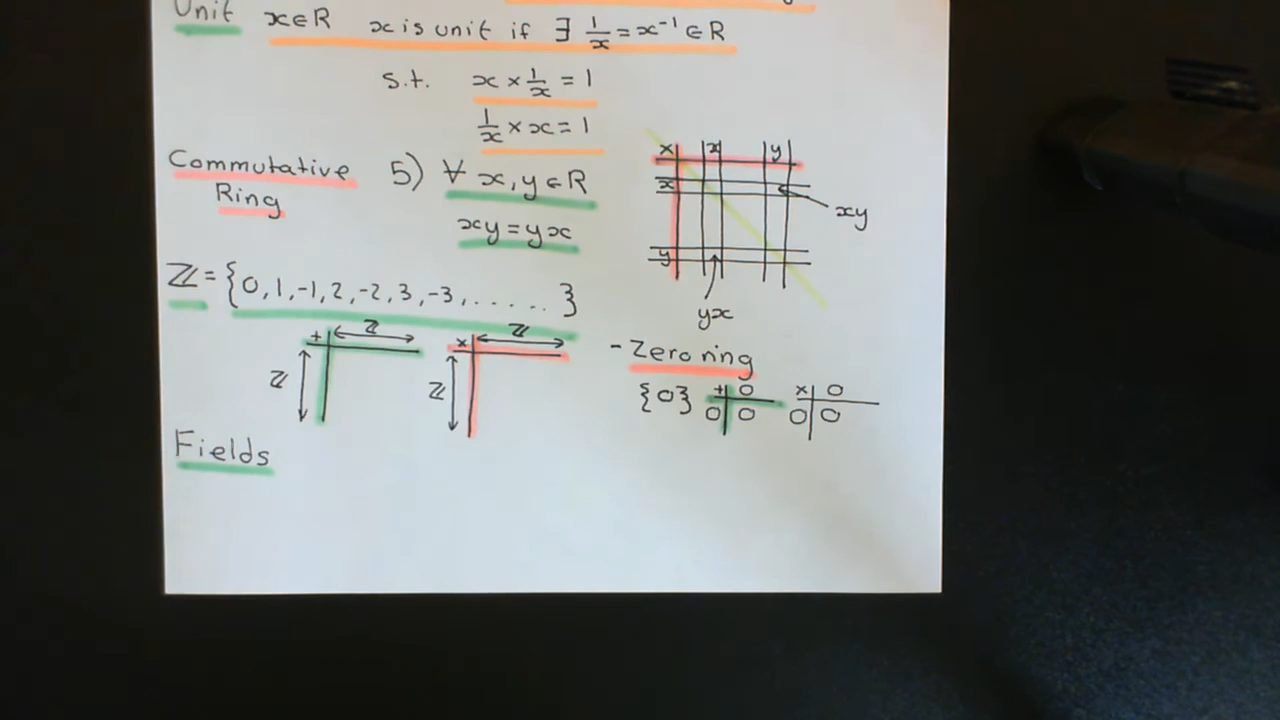 Unit x∈R x is unit if ∃ 1/x = x⁻¹ ∈ R
s.t. x × 1/x = 1
1/x × x = 1
Commutative Ring
5) ∀ x, y ∈ R
xy = yx
× x y
x
y
xy
yx
ℤ = {0, 1, -1, 2, -2, 3, -3, ......}
+ ℤ
ℤ
× ℤ
ℤ
- Zero ring
{0}
+ 0
0 0
× 0
0 0
Fields